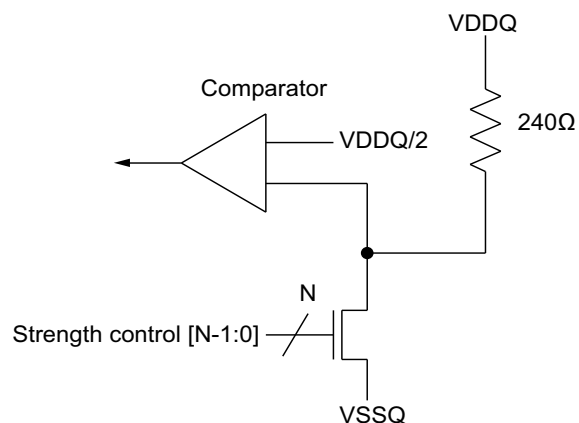 VDDQ
Comparator
240Ω
VDDQ/2
N
Strength control [N-1:0]
VSSQ